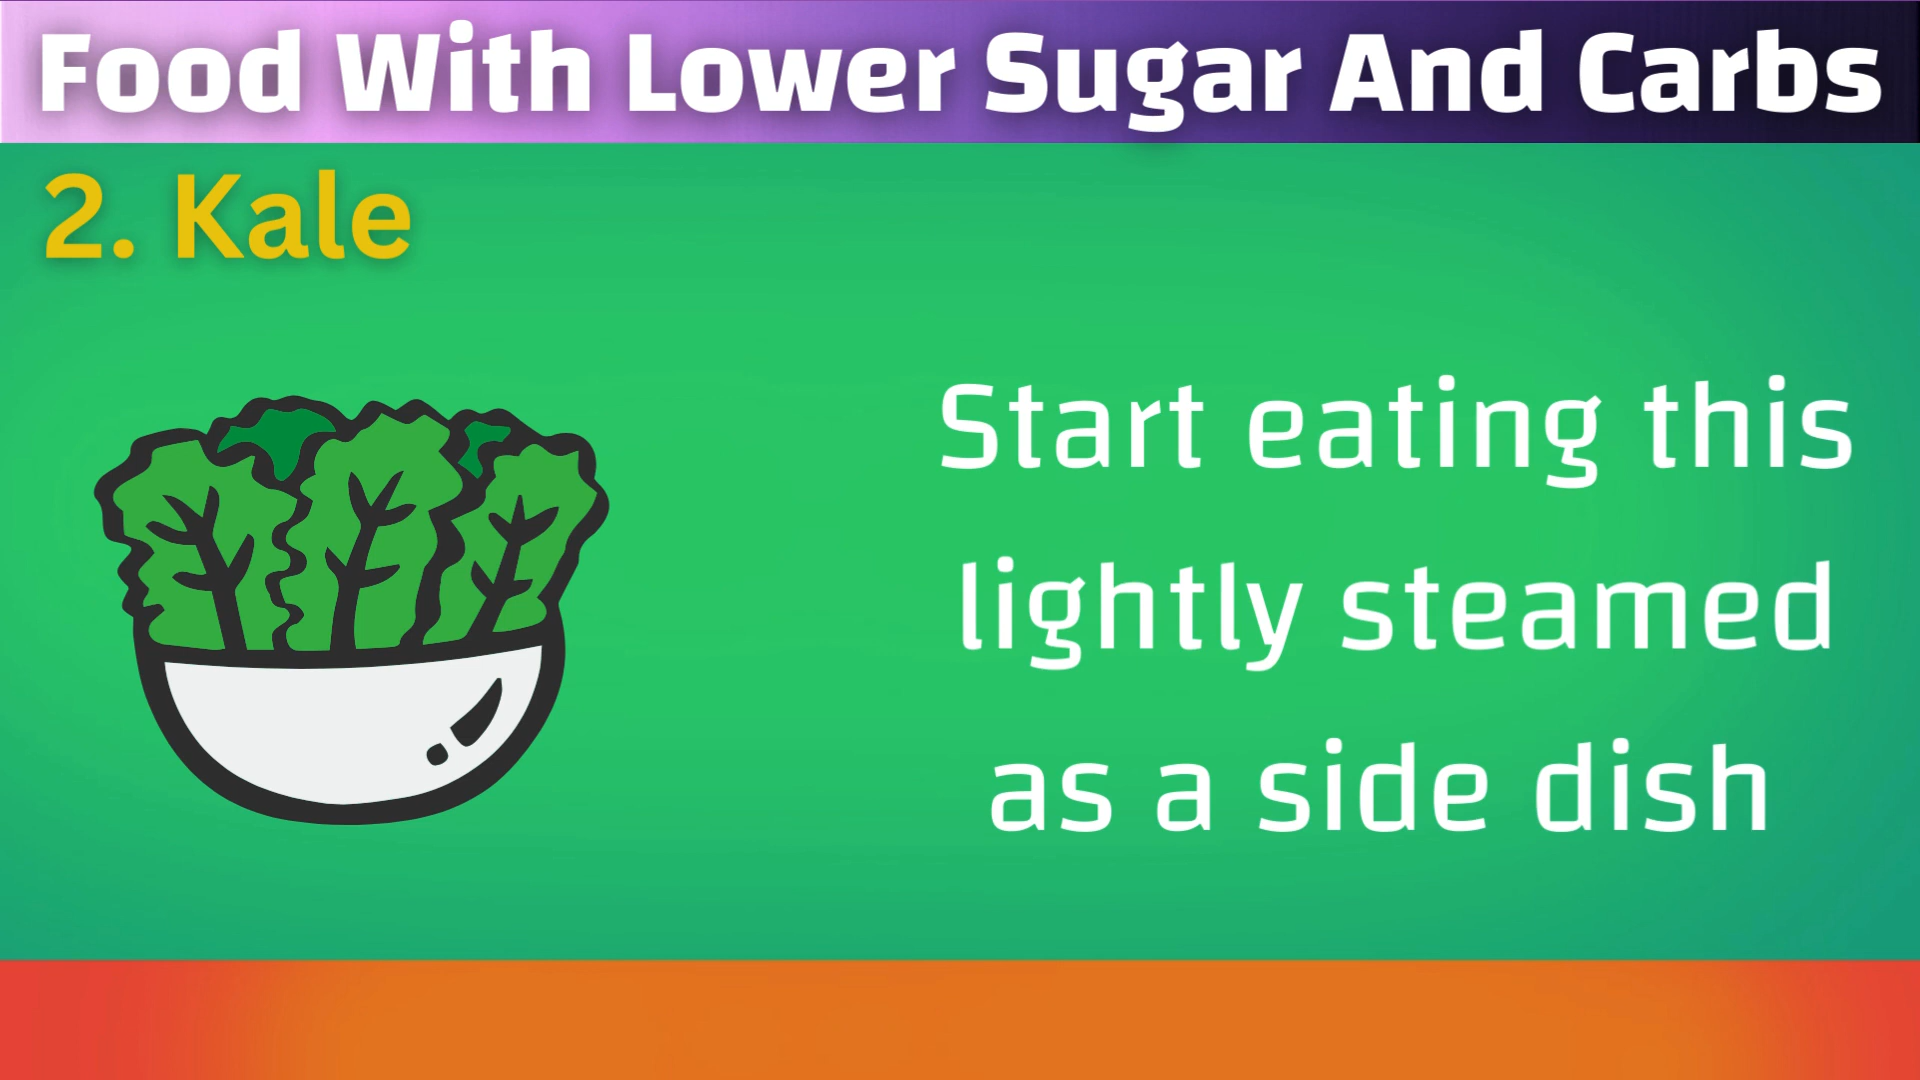 Food With Lower Sugar And Carbs
2. Kale
Start eating this
lightly steamed
as a side dish